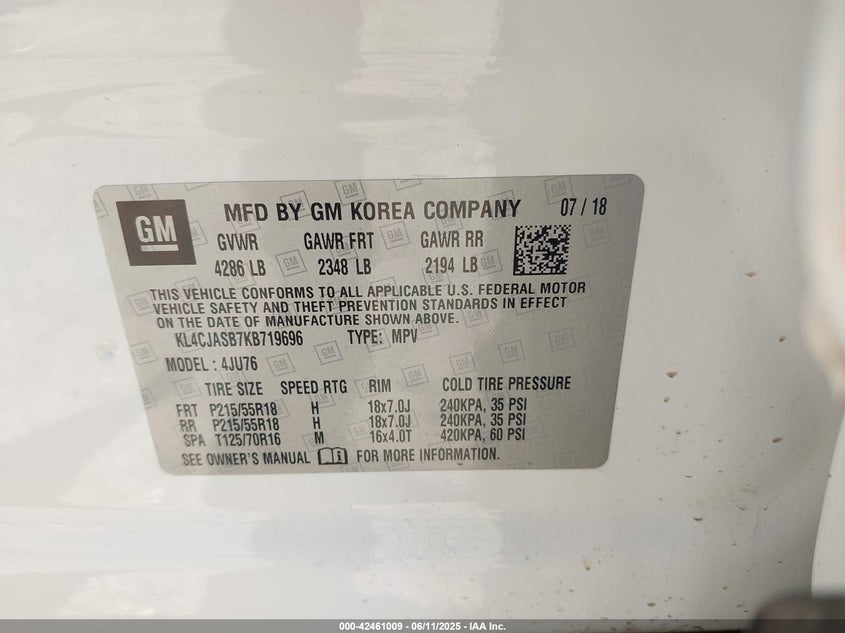 GM
MFD BY GM KOREA COMPANY 07 / 18
GVWR GAWR FRT GAWR RR
4286 LB 2348 LB 2194 LB
THIS VEHICLE CONFORMS TO ALL APPLICABLE U.S. FEDERAL MOTOR
VEHICLE SAFETY AND THEFT PREVENTION STANDARDS IN EFFECT
ON THE DATE OF MANUFACTURE SHOWN ABOVE.
KL4CJASB7KB719696 TYPE: MPV
MODEL : 4JU76
TIRE SIZE SPEED RTG RIM COLD TIRE PRESSURE
FRT P215/55R18 H 18x7.0J 240KPA, 35 PSI
RR P215/55R18 H 18x7.0J 240KPA, 35 PSI
SPA T125/70R16 M 16x4.0T 420KPA, 60 PSI
SEE OWNER'S MANUAL FOR MORE INFORMATION.
000-42461009 - 06/11/2025 - IAA Inc.